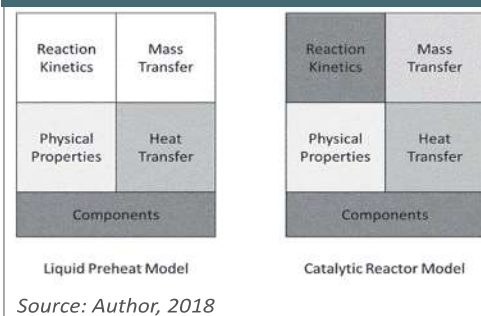 Reaction Kinetics
Mass Transfer
Physical Properties
Heat Transfer
Components
Liquid Preheat Model
Reaction Kinetics
Mass Transfer
Physical Properties
Heat Transfer
Components
Catalytic Reactor Model
Source: Author, 2018